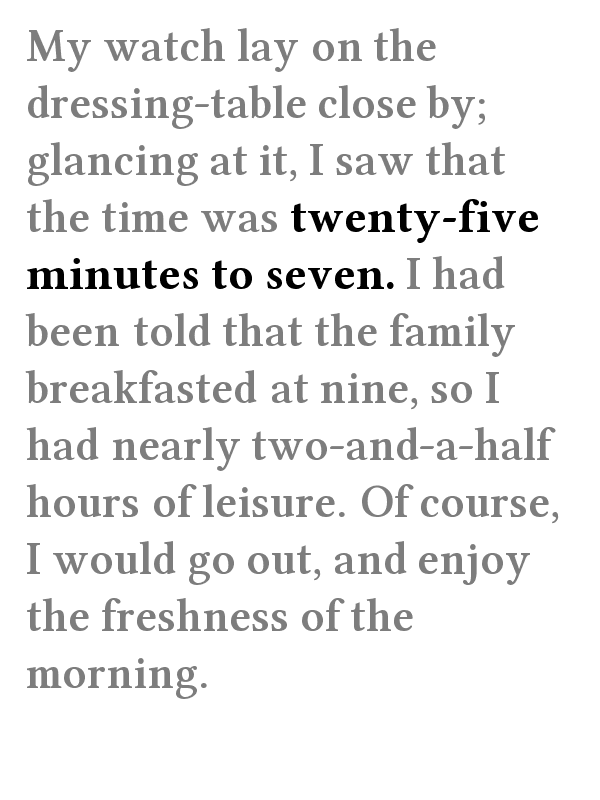 My watch lay on the
dressing-table close by;
glancing at it, I saw that
the time was twenty-five
minutes to seven. I had
been told that the family
breakfasted at nine, so I
had nearly two-and-a-half
hours of leisure. Of course,
I would go out, and enjoy
the freshness of the
morning.